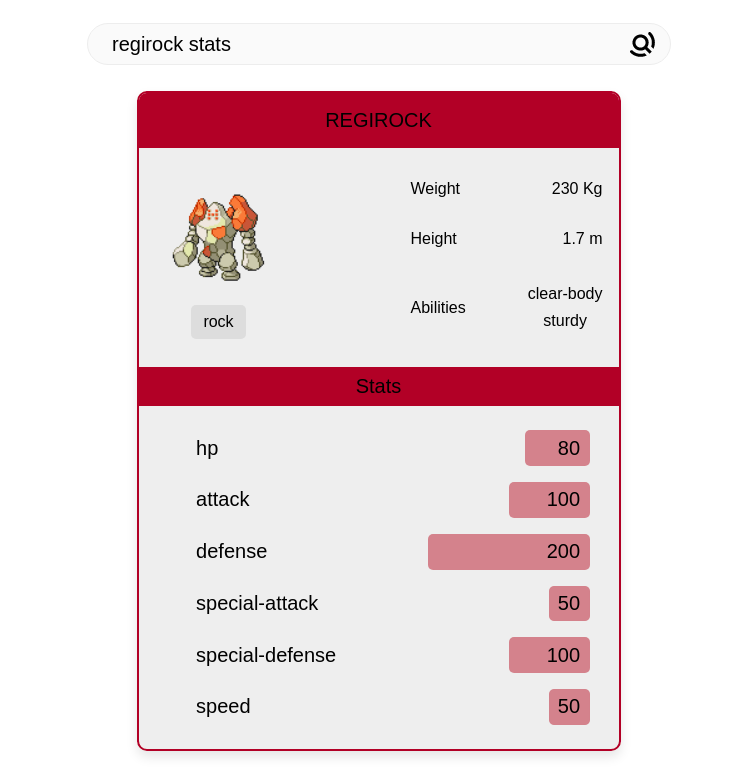 regirock stats
REGIROCK
Weight 230 Kg
Height 1.7 m
Abilities clear-body
sturdy
rock
Stats
hp 80
attack 100
defense 200
special-attack 50
special-defense 100
speed 50